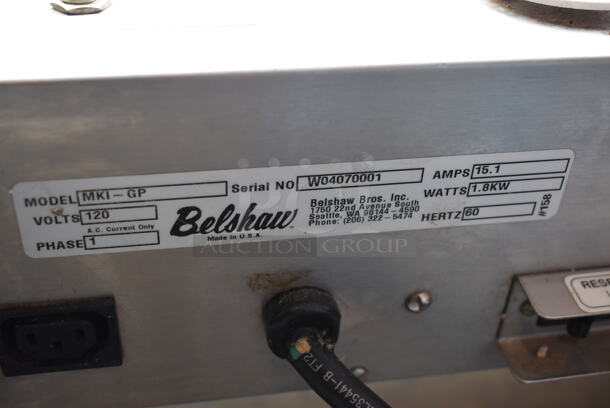 MODEL MKI-GP Serial NO W04070001 AMPS 15.1
VOLTS 120 WATTS 1.8KW
A.C. Current Only
PHASE 1
Belshaw
Made in U.S.A.
Belshaw Bros. Inc.
1750 22nd Avenue South
Seattle, WA 98144-4590
Phone: (206) 322-5474
HERTZ 60
#158
AUCTION GROUP
RESE
35441-B FT2